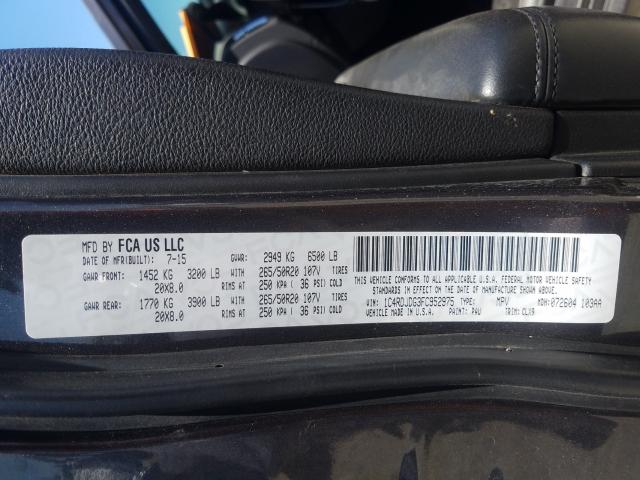 MFD BY FCA US LLC
DATE OF MFR(BUILT): 7-15 GVWR: 2949 KG 6500 LB
GAWR FRONT: 1452 KG 3200 LB WITH 265/50R20 107V TIRES
20X8.0 RIMS AT 250 KPA ( 36 PSI) COLD
GAWR REAR: 1770 KG 3900 LB WITH 265/50R20 107V TIRES
20X8.0 RIMS AT 250 KPA ( 36 PSI) COLD
THIS VEHICLE CONFORMS TO ALL APPLICABLE U.S.A. FEDERAL MOTOR VEHICLE SAFETY
STANDARDS IN EFFECT ON THE DATE OF MANUFACTURE SHOWN ABOVE.
VIN: 1C4RDJDG3FC952975 TYPE: MPV MDH: 072604 103AA
VEHICLE MADE IN U.S.A. PAINT: PAU TRIM: CLX9